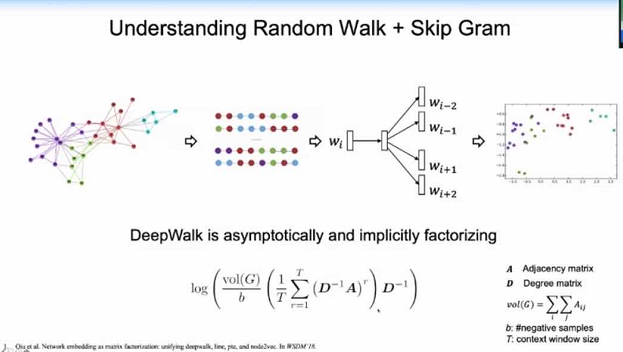 Understanding Random Walk + Skip Gram
w_i
w_{i−2}
w_{i−1}
w_{i+1}
w_{i+2}
DeepWalk is asymptotically and implicitly factorizing
log ( vol(G)/b ( 1/T ∑_{r=1}^{T} (D^{-1}A)^r ) D^{-1} )
A Adjacency matrix
D Degree matrix
vol(G) = ∑_i ∑_j A_{ij}
b: #negative samples
T: context window size
Qiu et al. Network embedding as matrix factorization: unifying deepwalk, line, pte, and node2vec. In WSDM'18.